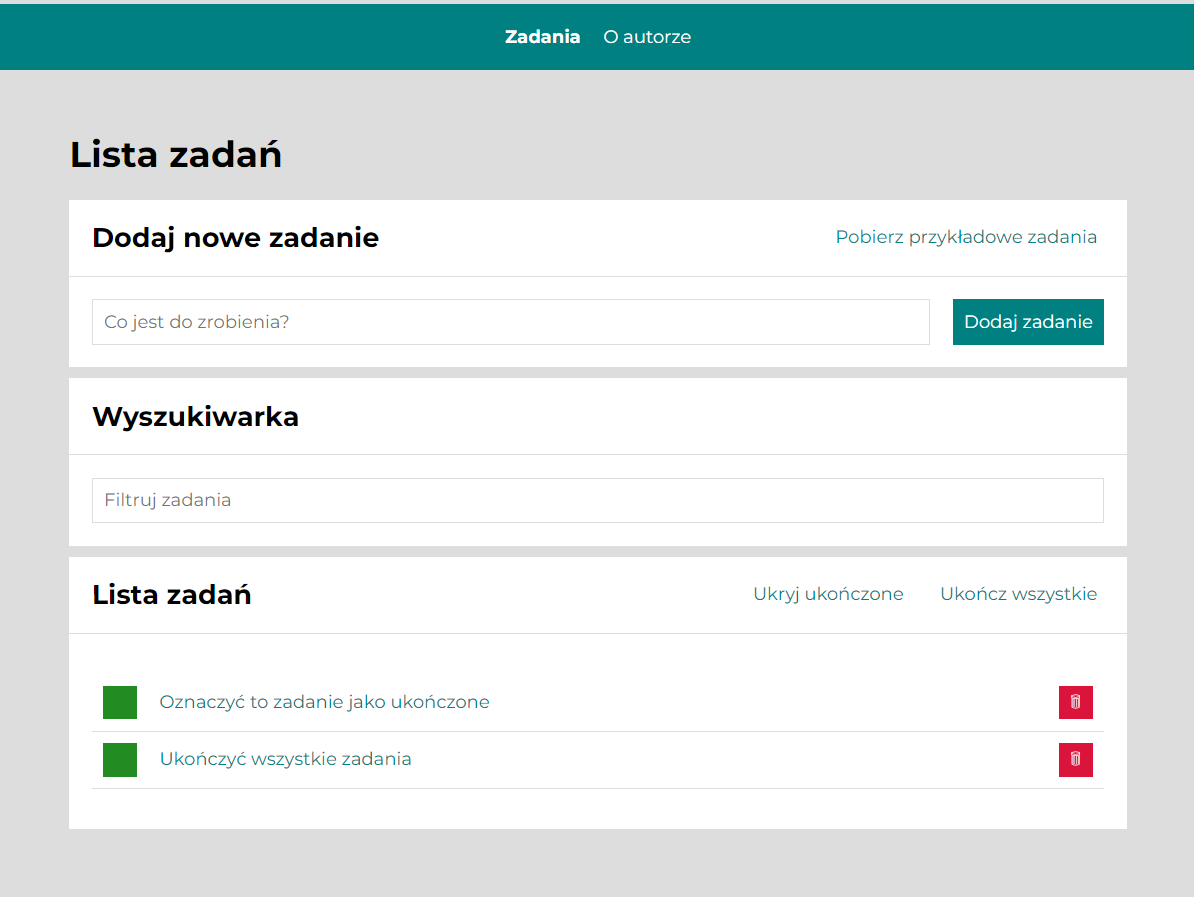 Zadania O autorze
Lista zadań
Dodaj nowe zadanie Pobierz przykładowe zadania
Co jest do zrobienia? Dodaj zadanie
Wyszukiwarka
Filtruj zadania
Lista zadań Ukryj ukończone Ukończ wszystkie
Oznaczyć to zadanie jako ukończone
Ukończyć wszystkie zadania